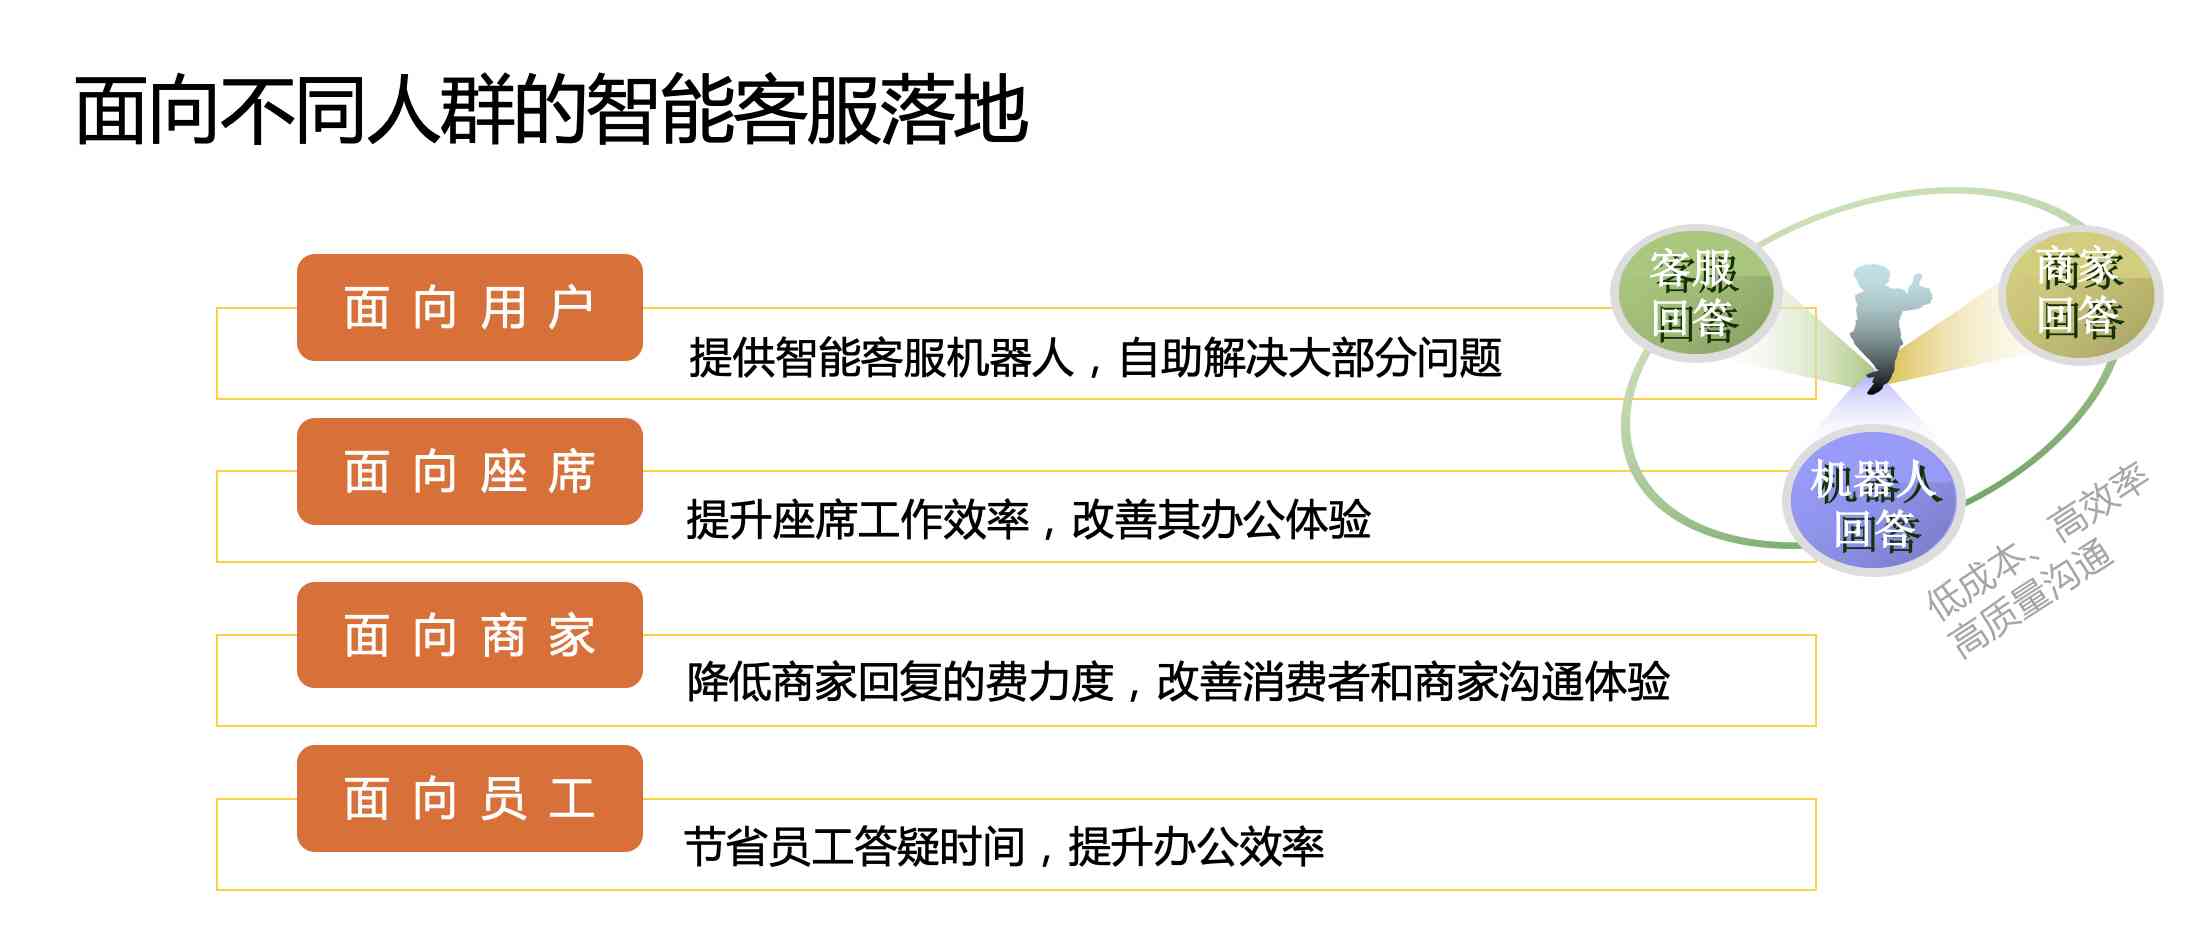 面向不同人群的智能客服落地
面向用户
提供智能客服机器人，自助解决大部分问题
面向座席
提升座席工作效率，改善其办公体验
面向商家
降低商家回复的费力度，改善消费者和商家沟通体验
面向员工
节省员工答疑时间，提升办公效率
客服
回答
商家
回答
机器人
回答
低成本、高效率
高质量沟通